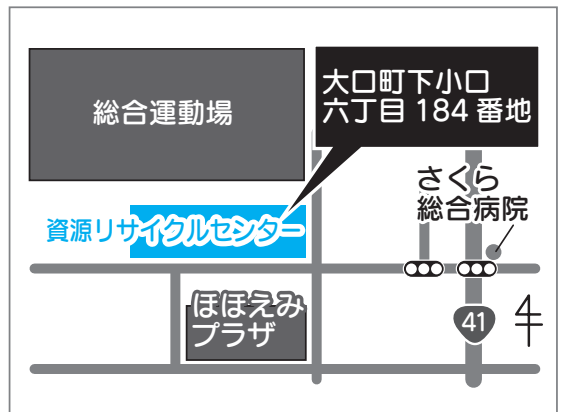 総合運動場
大口町下小口
六丁目 184 番地
さくら
総合病院
資源リサイクルセンター
ほほえみ
プラザ
41